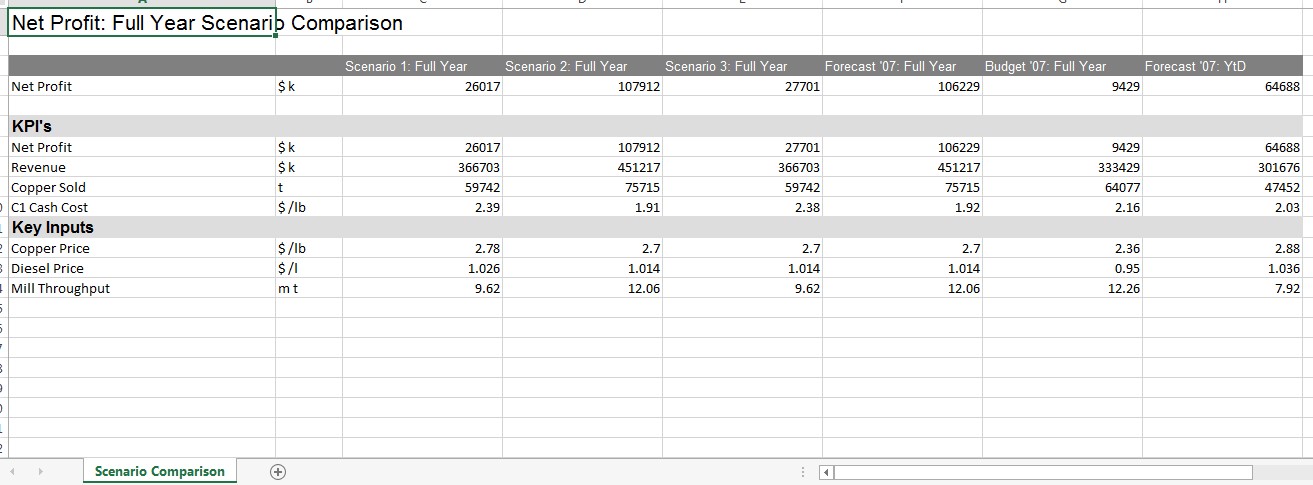 Net Profit: Full Year Scenario Comparison
Scenario 1: Full Year Scenario 2: Full Year Scenario 3: Full Year Forecast '07: Full Year Budget '07: Full Year Forecast '07: YtD
Net Profit $k 26017 107912 27701 106229 9429 64688
KPI's
Net Profit $k 26017 107912 27701 106229 9429 64688
Revenue $k 366703 451217 366703 451217 333429 301676
Copper Sold t 59742 75715 59742 75715 64077 47452
C1 Cash Cost $/lb 2.39 1.91 2.38 1.92 2.16 2.03
Key Inputs
Copper Price $/lb 2.78 2.7 2.7 2.7 2.36 2.88
Diesel Price $/l 1.026 1.014 1.014 1.014 0.95 1.036
Mill Throughput mt 9.62 12.06 9.62 12.06 12.26 7.92
Scenario Comparison